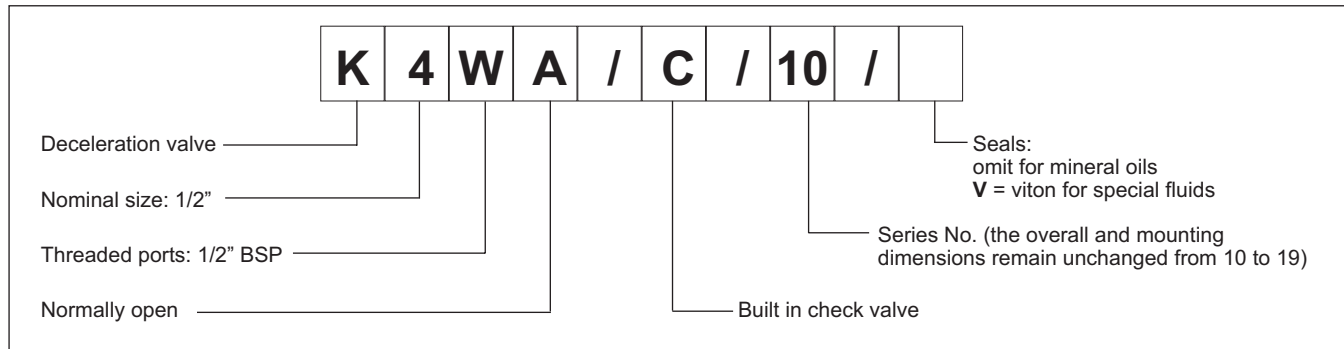 K 4 W A / C / 10 /
Deceleration valve
Nominal size: 1/2”
Threaded ports: 1/2” BSP
Normally open
Seals:
omit for mineral oils
V = viton for special fluids
Series No. (the overall and mounting
dimensions remain unchanged from 10 to 19)
Built in check valve